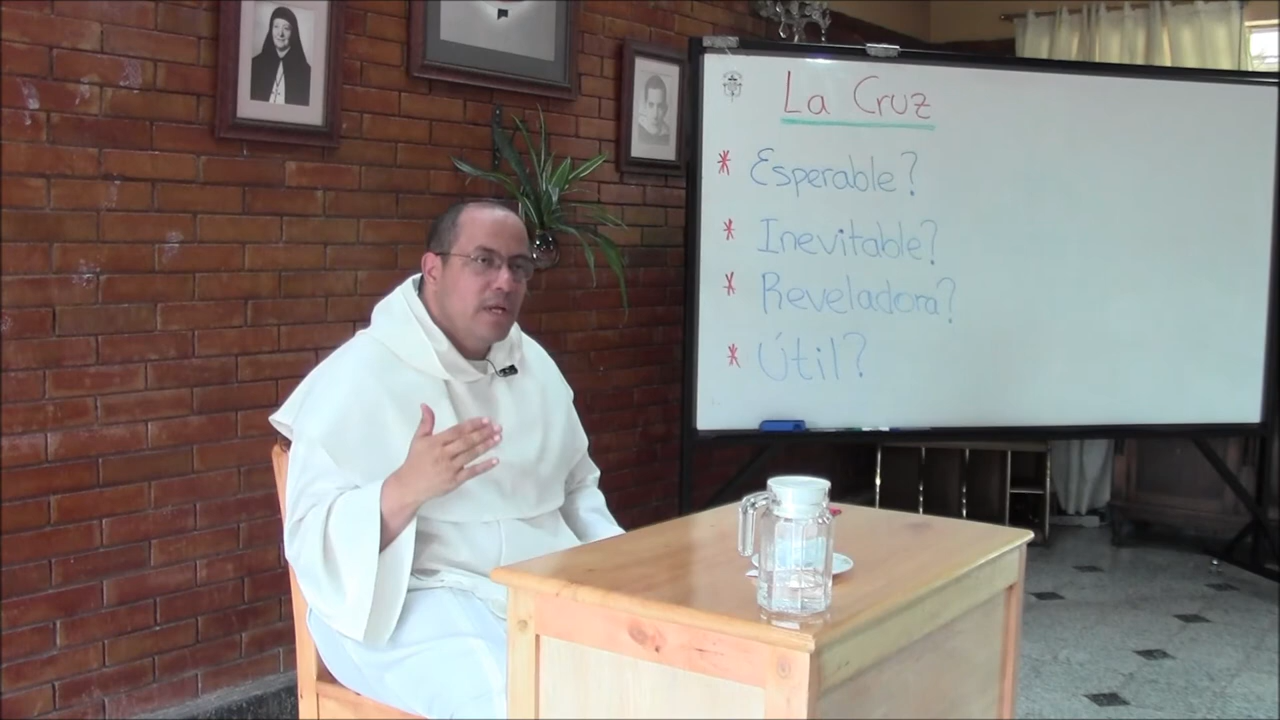 La Cruz
* Esperable?
* Inevitable?
* Reveladora?
* Útil?